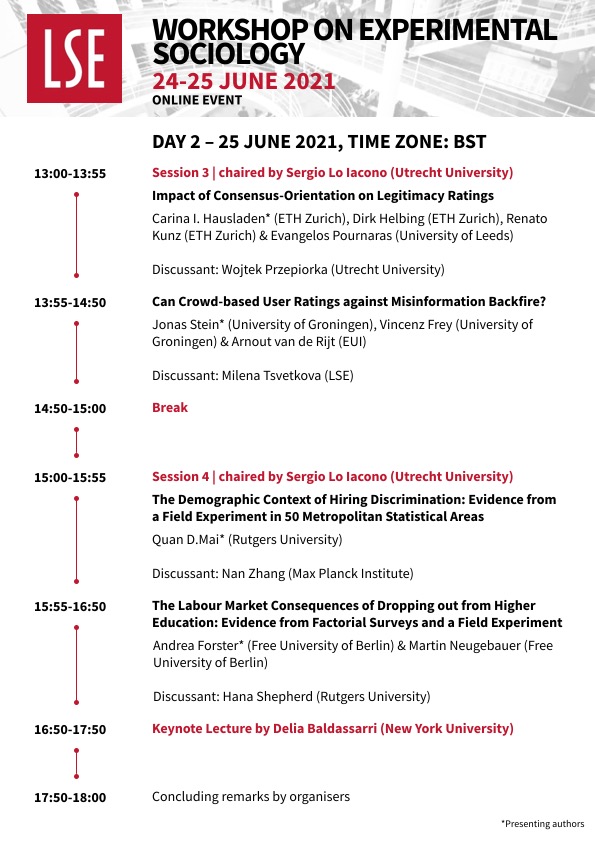 LSE
WORKSHOP ON EXPERIMENTAL
SOCIOLOGY
24-25 JUNE 2021
ONLINE EVENT
DAY 2 – 25 JUNE 2021, TIME ZONE: BST
13:00-13:55
Session 3 | chaired by Sergio Lo Iacono (Utrecht University)
Impact of Consensus-Orientation on Legitimacy Ratings
Carina I. Hausladen* (ETH Zurich), Dirk Helbing (ETH Zurich), Renato
Kunz (ETH Zurich) & Evangelos Pournaras (University of Leeds)
Discussant: Wojtek Przepiorka (Utrecht University)
13:55-14:50
Can Crowd-based User Ratings against Misinformation Backfire?
Jonas Stein* (University of Groningen), Vincenz Frey (University of
Groningen) & Arnout van de Rijt (EUI)
Discussant: Milena Tsvetkova (LSE)
14:50-15:00
Break
15:00-15:55
Session 4 | chaired by Sergio Lo Iacono (Utrecht University)
The Demographic Context of Hiring Discrimination: Evidence from
a Field Experiment in 50 Metropolitan Statistical Areas
Quan D.Mai* (Rutgers University)
Discussant: Nan Zhang (Max Planck Institute)
15:55-16:50
The Labour Market Consequences of Dropping out from Higher
Education: Evidence from Factorial Surveys and a Field Experiment
Andrea Forster* (Free University of Berlin) & Martin Neugebauer (Free
University of Berlin)
Discussant: Hana Shepherd (Rutgers University)
16:50-17:50
Keynote Lecture by Delia Baldassarri (New York University)
17:50-18:00
Concluding remarks by organisers
*Presenting authors